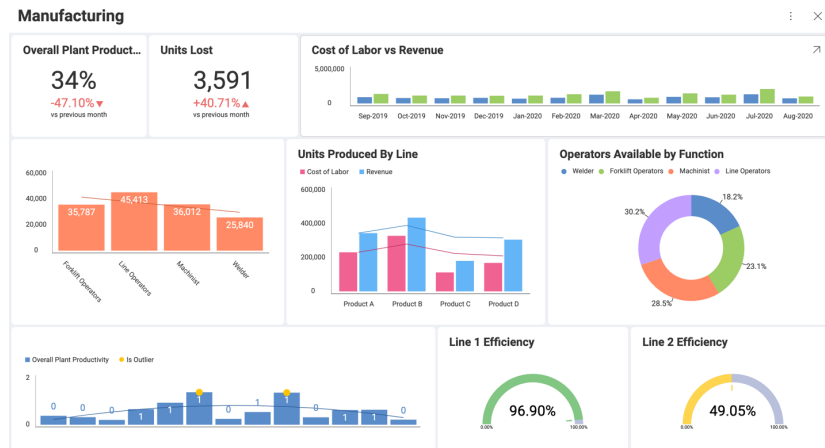 Manufacturing
Overall Plant Product...
34%
-47.10%
vs previous month
Units Lost
3,591
+40.71%
vs previous month
Cost of Labor vs Revenue
5,000,000
0
Sep-2019 Oct-2019 Nov-2019 Dec-2019 Jan-2020 Feb-2020 Mar-2020 Apr-2020 May-2020 Jun-2020 Jul-2020 Aug-2020
60,000
40,000
20,000
0
35,787 45,413 36,012 25,840
Forklift Operators Line Operators Machinist Welder
Units Produced By Line
Cost of Labor Revenue
600,000
400,000
200,000
0
Product A Product B Product C Product D
Operators Available by Function
Welder Forklift Operators Machinist Line Operators
18.2%
30.2%
23.1%
28.5%
Overall Plant Productivity Is Outlier
2
0
0 0 0 1 1 1 0 1 1 0 1 1 0
Line 1 Efficiency
96.90%
0.00% 100.00%
Line 2 Efficiency
49.05%
0.00% 100.00%